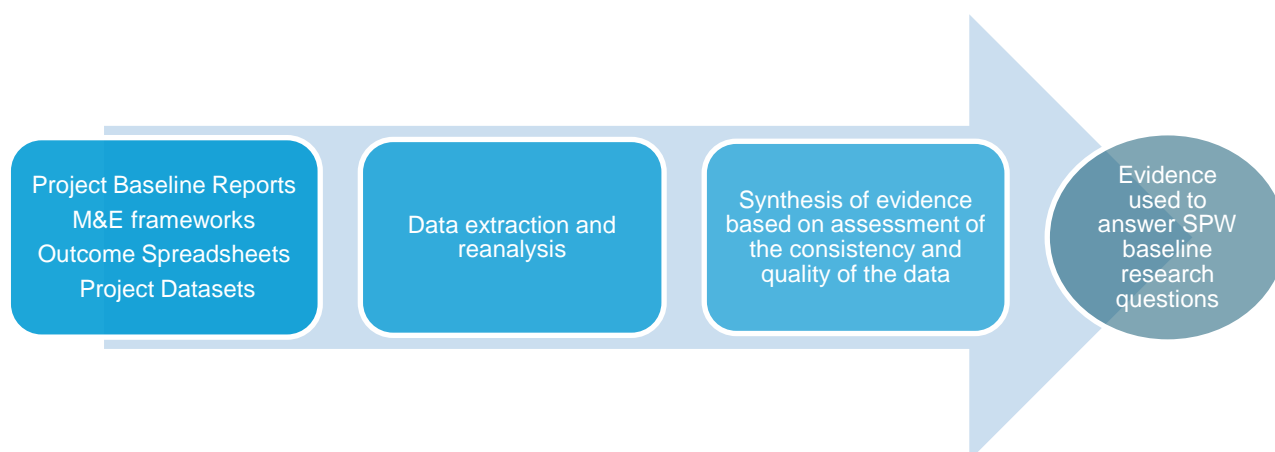 Project Baseline Reports
M&E frameworks
Outcome Spreadsheets
Project Datasets
Data extraction and
reanalysis
Synthesis of evidence
based on assessment of
the consistency and
quality of the data
Evidence
used to
answer SPW
baseline
research
questions